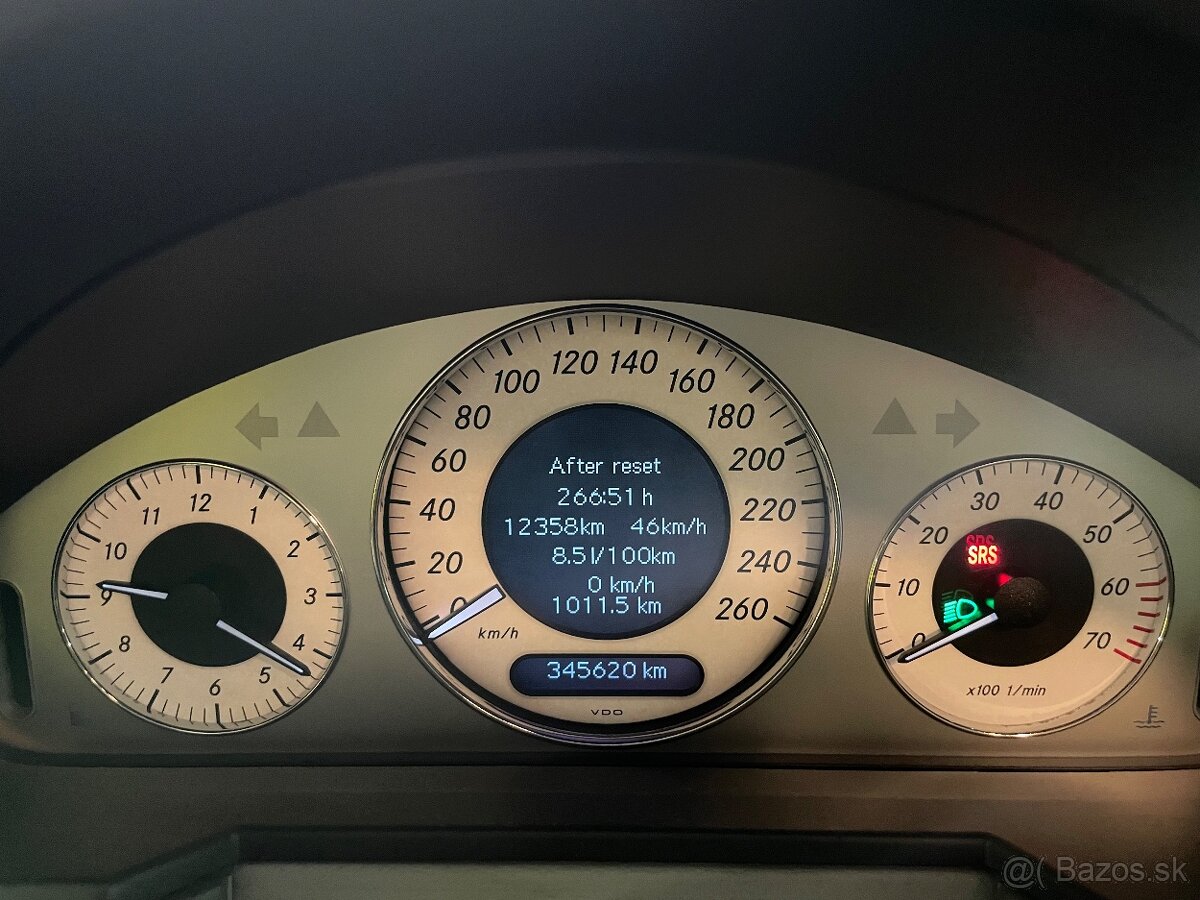 12
1
2
3
4
5
6
7
8
9
10
11
0
20
40
60
80
100
120
140
160
180
200
220
240
260
km/h
After reset
266:51 h
12358km 46km/h
8.5l/100km
0 km/h
1011.5 km
345620 km
VDO
0
10
20
30
40
50
60
70
SRS
x100 1/min
@( Bazos.sk